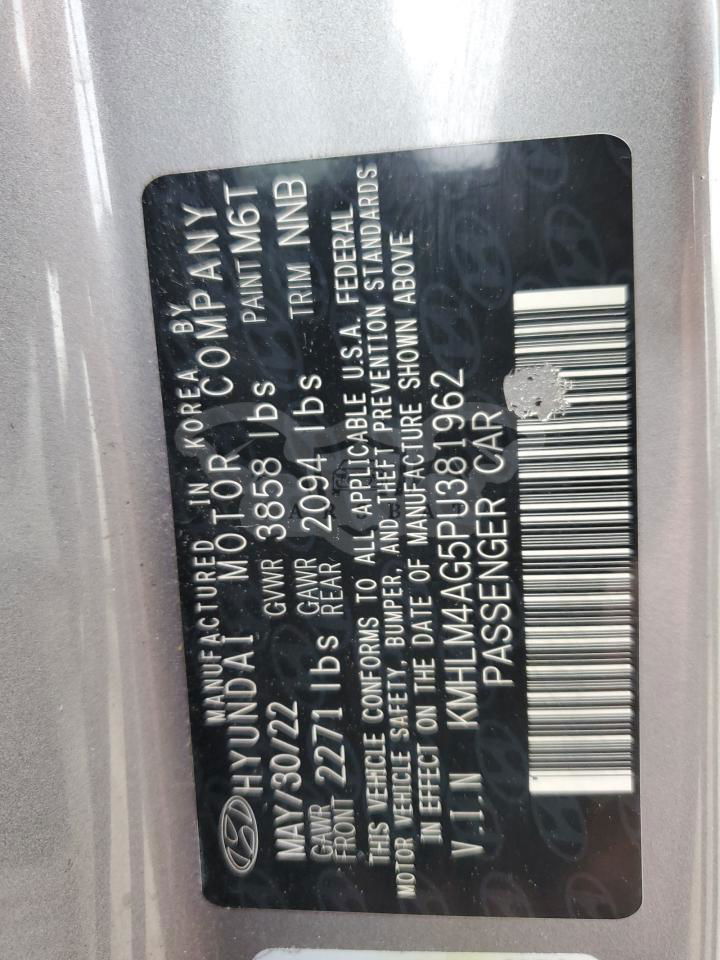 MANUFACTURED IN KOREA BY
HYUNDAI MOTOR COMPANY
MAY/30/22 GVWR 3858 lbs PAINT M6T
GAWR FRONT 2271 lbs GAWR REAR 2094 lbs TRIM NNB
THIS VEHICLE CONFORMS TO ALL APPLICABLE U.S.A. FEDERAL
MOTOR VEHICLE SAFETY, BUMPER, AND THEFT PREVENTION STANDARDS
IN EFFECT ON THE DATE OF MANUFACTURE SHOWN ABOVE
V.I.N KMHLM4AG5PU381962
PASSENGER CAR